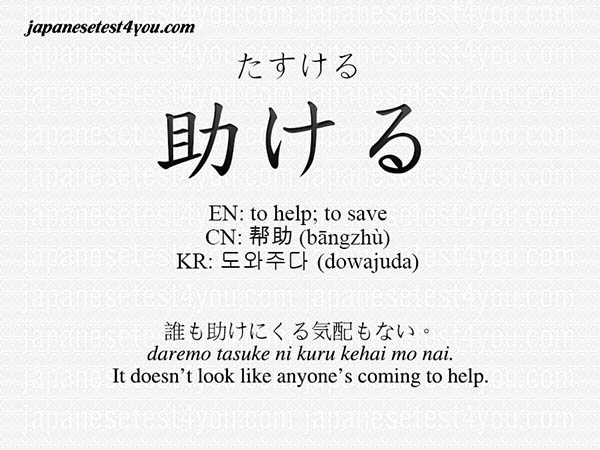 japanesetest4you.com
たすける
助ける
EN: to help; to save
CN: 帮助 (bāngzhù)
KR: 도와주다 (dowajuda)
誰も助けにくる気配もない。
daremo tasuke ni kuru kehai mo nai.
It doesn't look like anyone's coming to help.